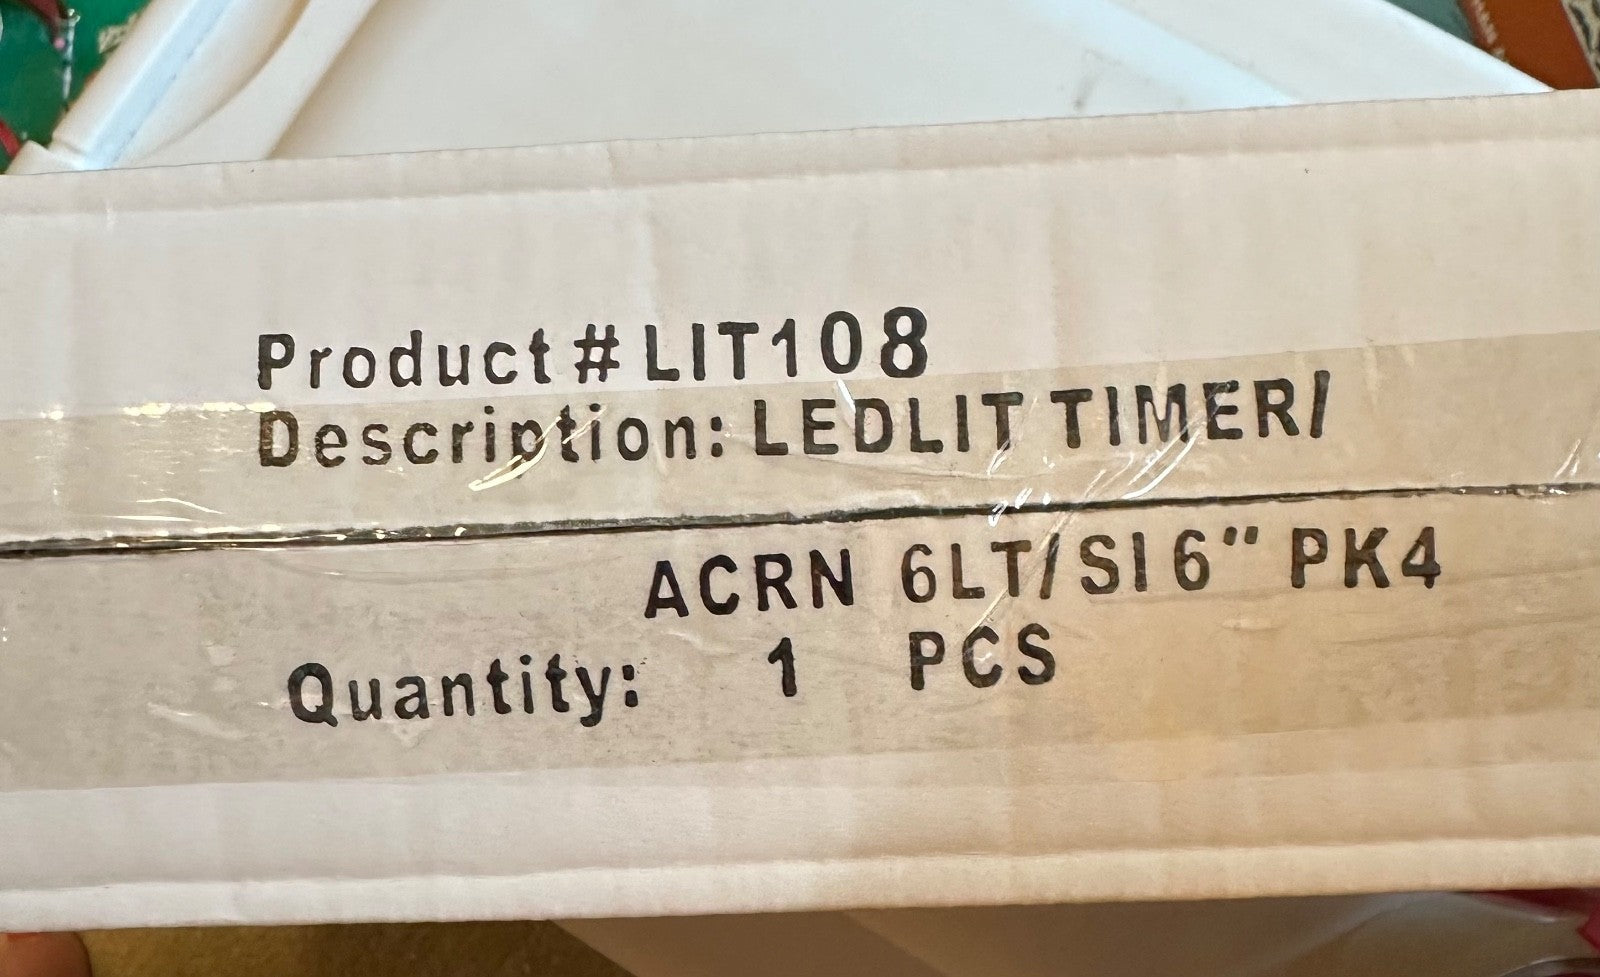 Product # LIT108
Description: LEDLIT TIMER/
ACRN 6LT/SI 6" PK4
Quantity: 1 PCS